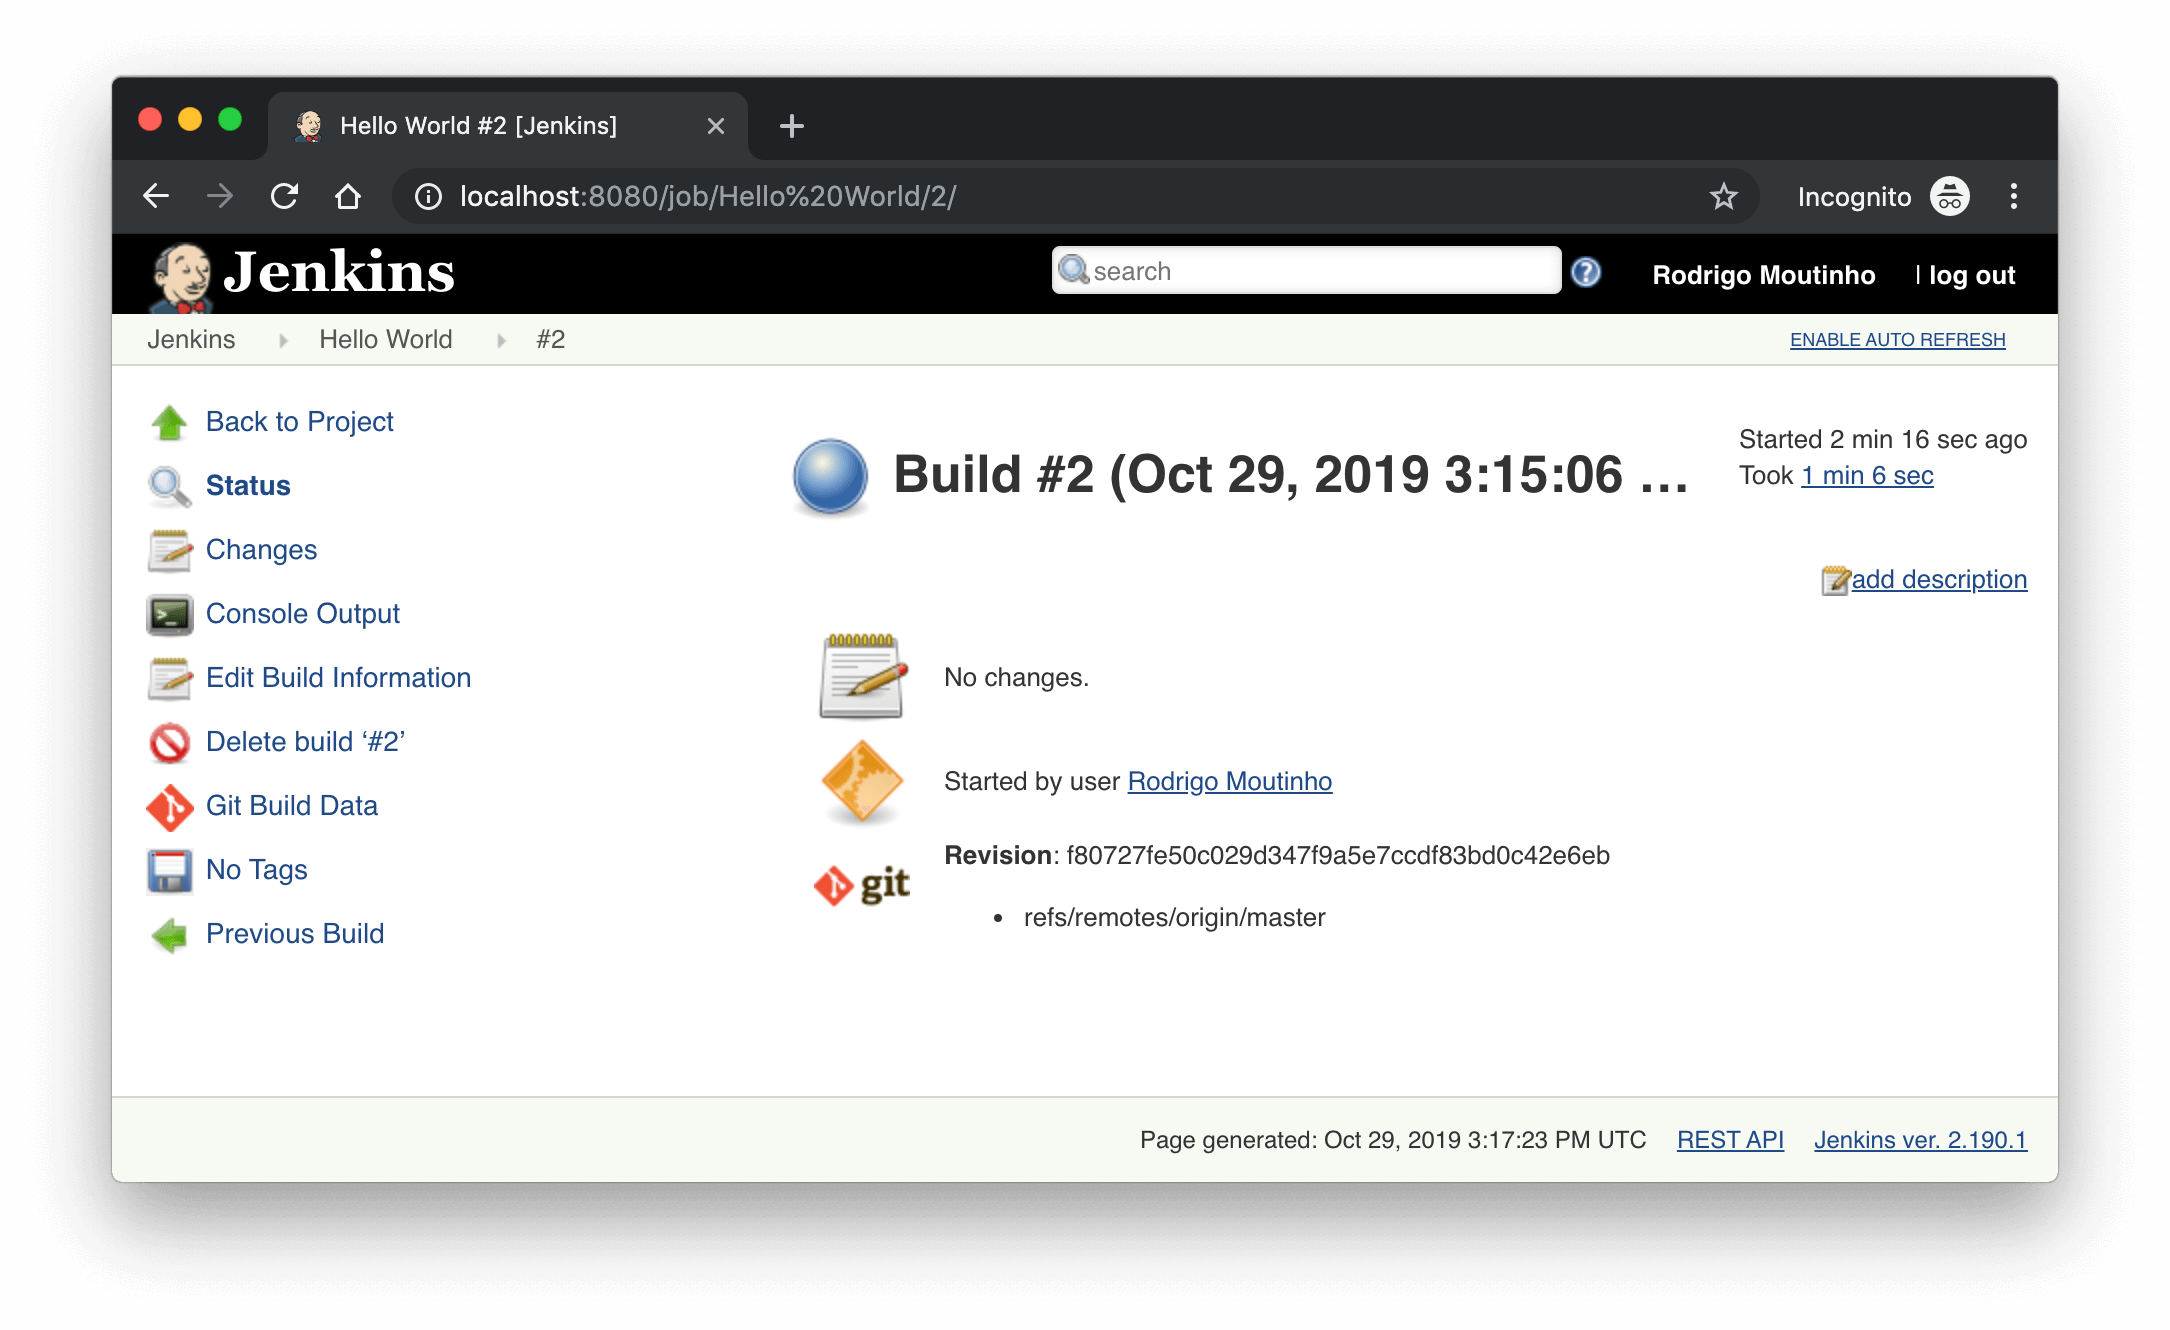 Hello World #2 [Jenkins]
localhost:8080/job/Hello%20World/2/
Incognito
Jenkins
search
Rodrigo Moutinho
| log out
Jenkins
Hello World
#2
ENABLE AUTO REFRESH
Back to Project
Status
Changes
Console Output
Edit Build Information
Delete build ‘#2’
Git Build Data
No Tags
Previous Build
Build #2 (Oct 29, 2019 3:15:06 ...
Started 2 min 16 sec ago
Took 1 min 6 sec
add description
No changes.
Started by user Rodrigo Moutinho
git
Revision: f80727fe50c029d347f9a5e7ccdf83bd0c42e6eb
• refs/remotes/origin/master
Page generated: Oct 29, 2019 3:17:23 PM UTC
REST API
Jenkins ver. 2.190.1